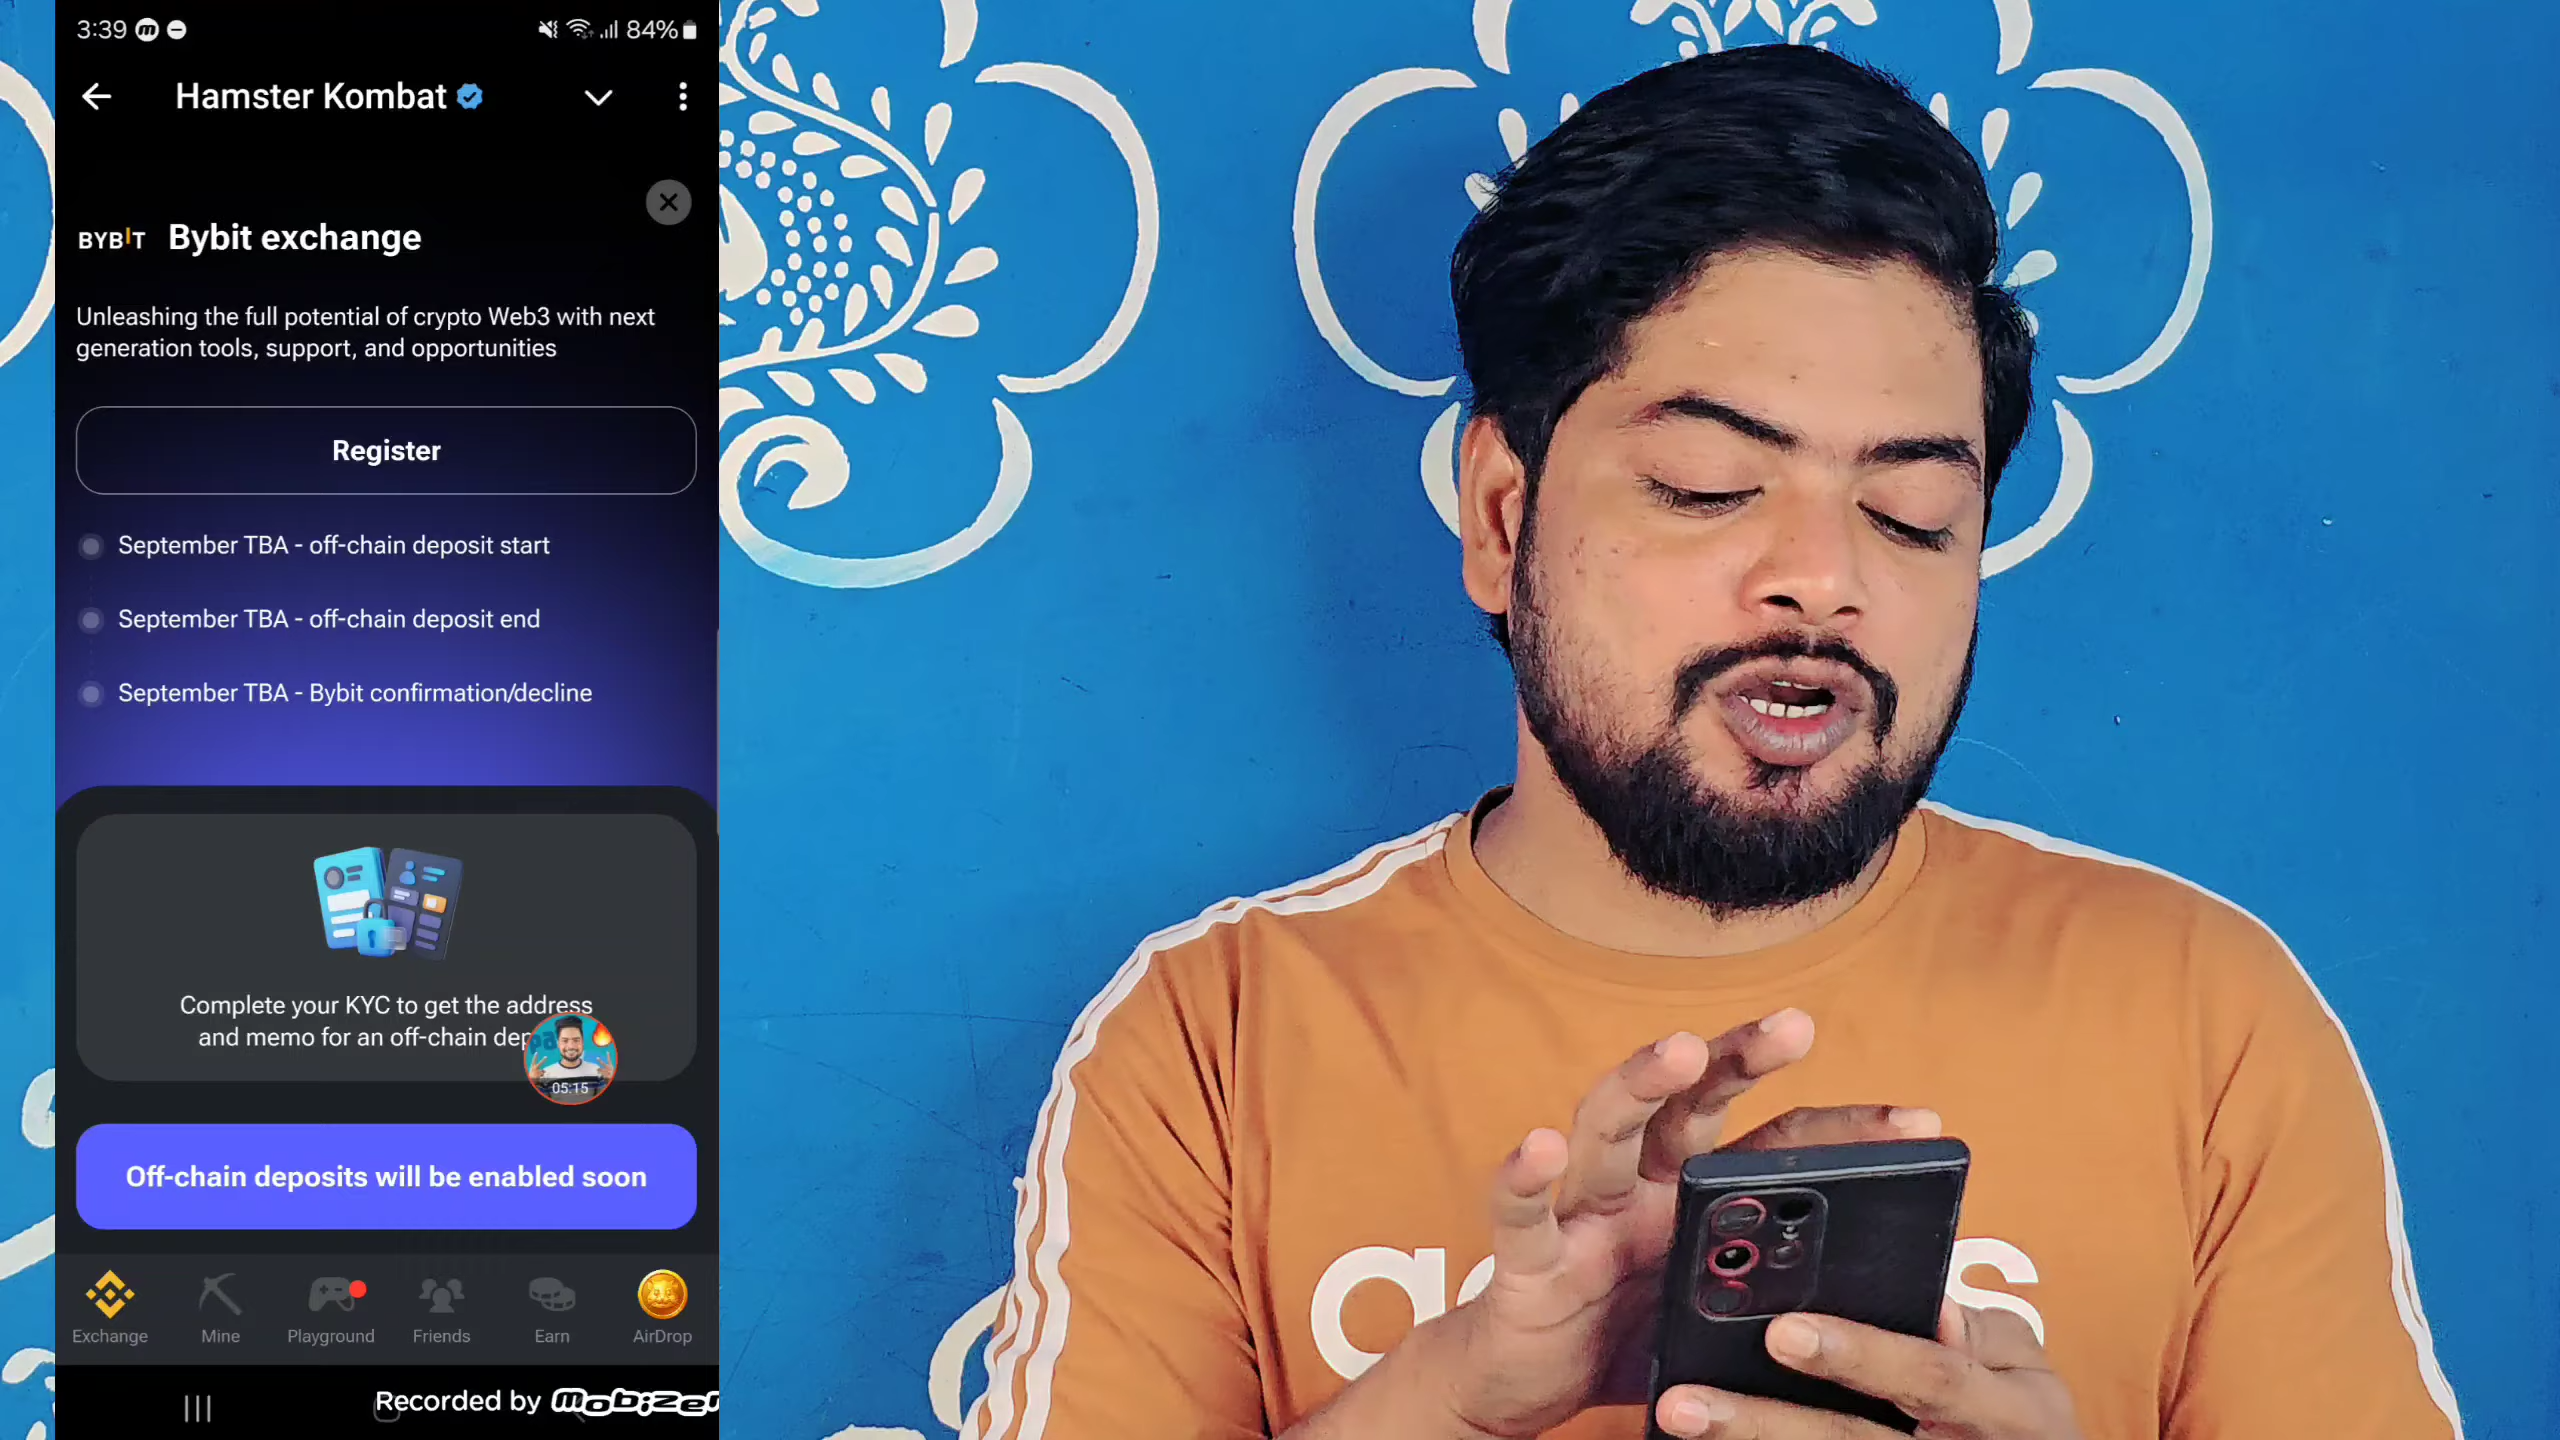 3:39
84%
Hamster Kombat
BYBIT Bybit exchange
Unleashing the full potential of crypto Web3 with next
generation tools, support, and opportunities
Register
September TBA - off-chain deposit start
September TBA - off-chain deposit end
September TBA - Bybit confirmation/decline
Complete your KYC to get the address
and memo for an off-chain dep
05:15
Off-chain deposits will be enabled soon
Exchange
Mine
Playground
Friends
Earn
AirDrop
Recorded by Mobizen